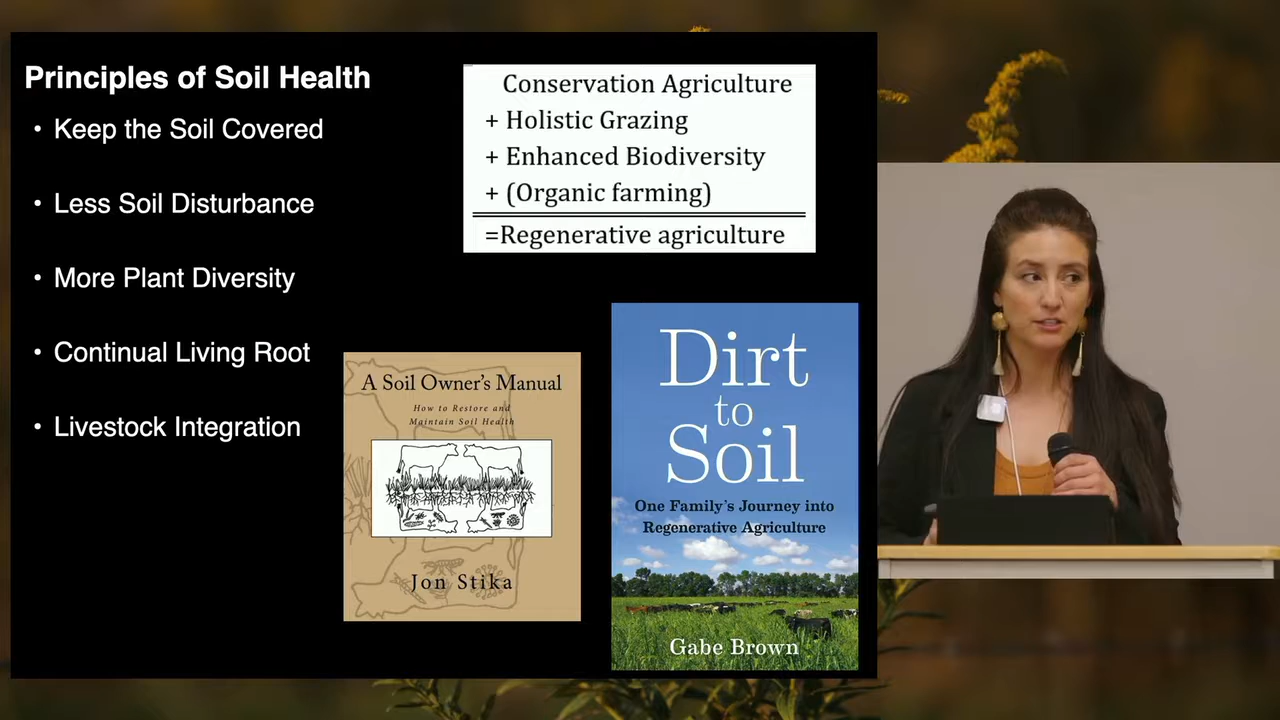 Principles of Soil Health
• Keep the Soil Covered
• Less Soil Disturbance
• More Plant Diversity
• Continual Living Root
• Livestock Integration
Conservation Agriculture
+ Holistic Grazing
+ Enhanced Biodiversity
+ (Organic farming)
=Regenerative agriculture
A Soil Owner's Manual
How to Restore and
Maintain Soil Health
Jon Stika
Dirt
to
Soil
One Family's Journey into
Regenerative Agriculture
Gabe Brown